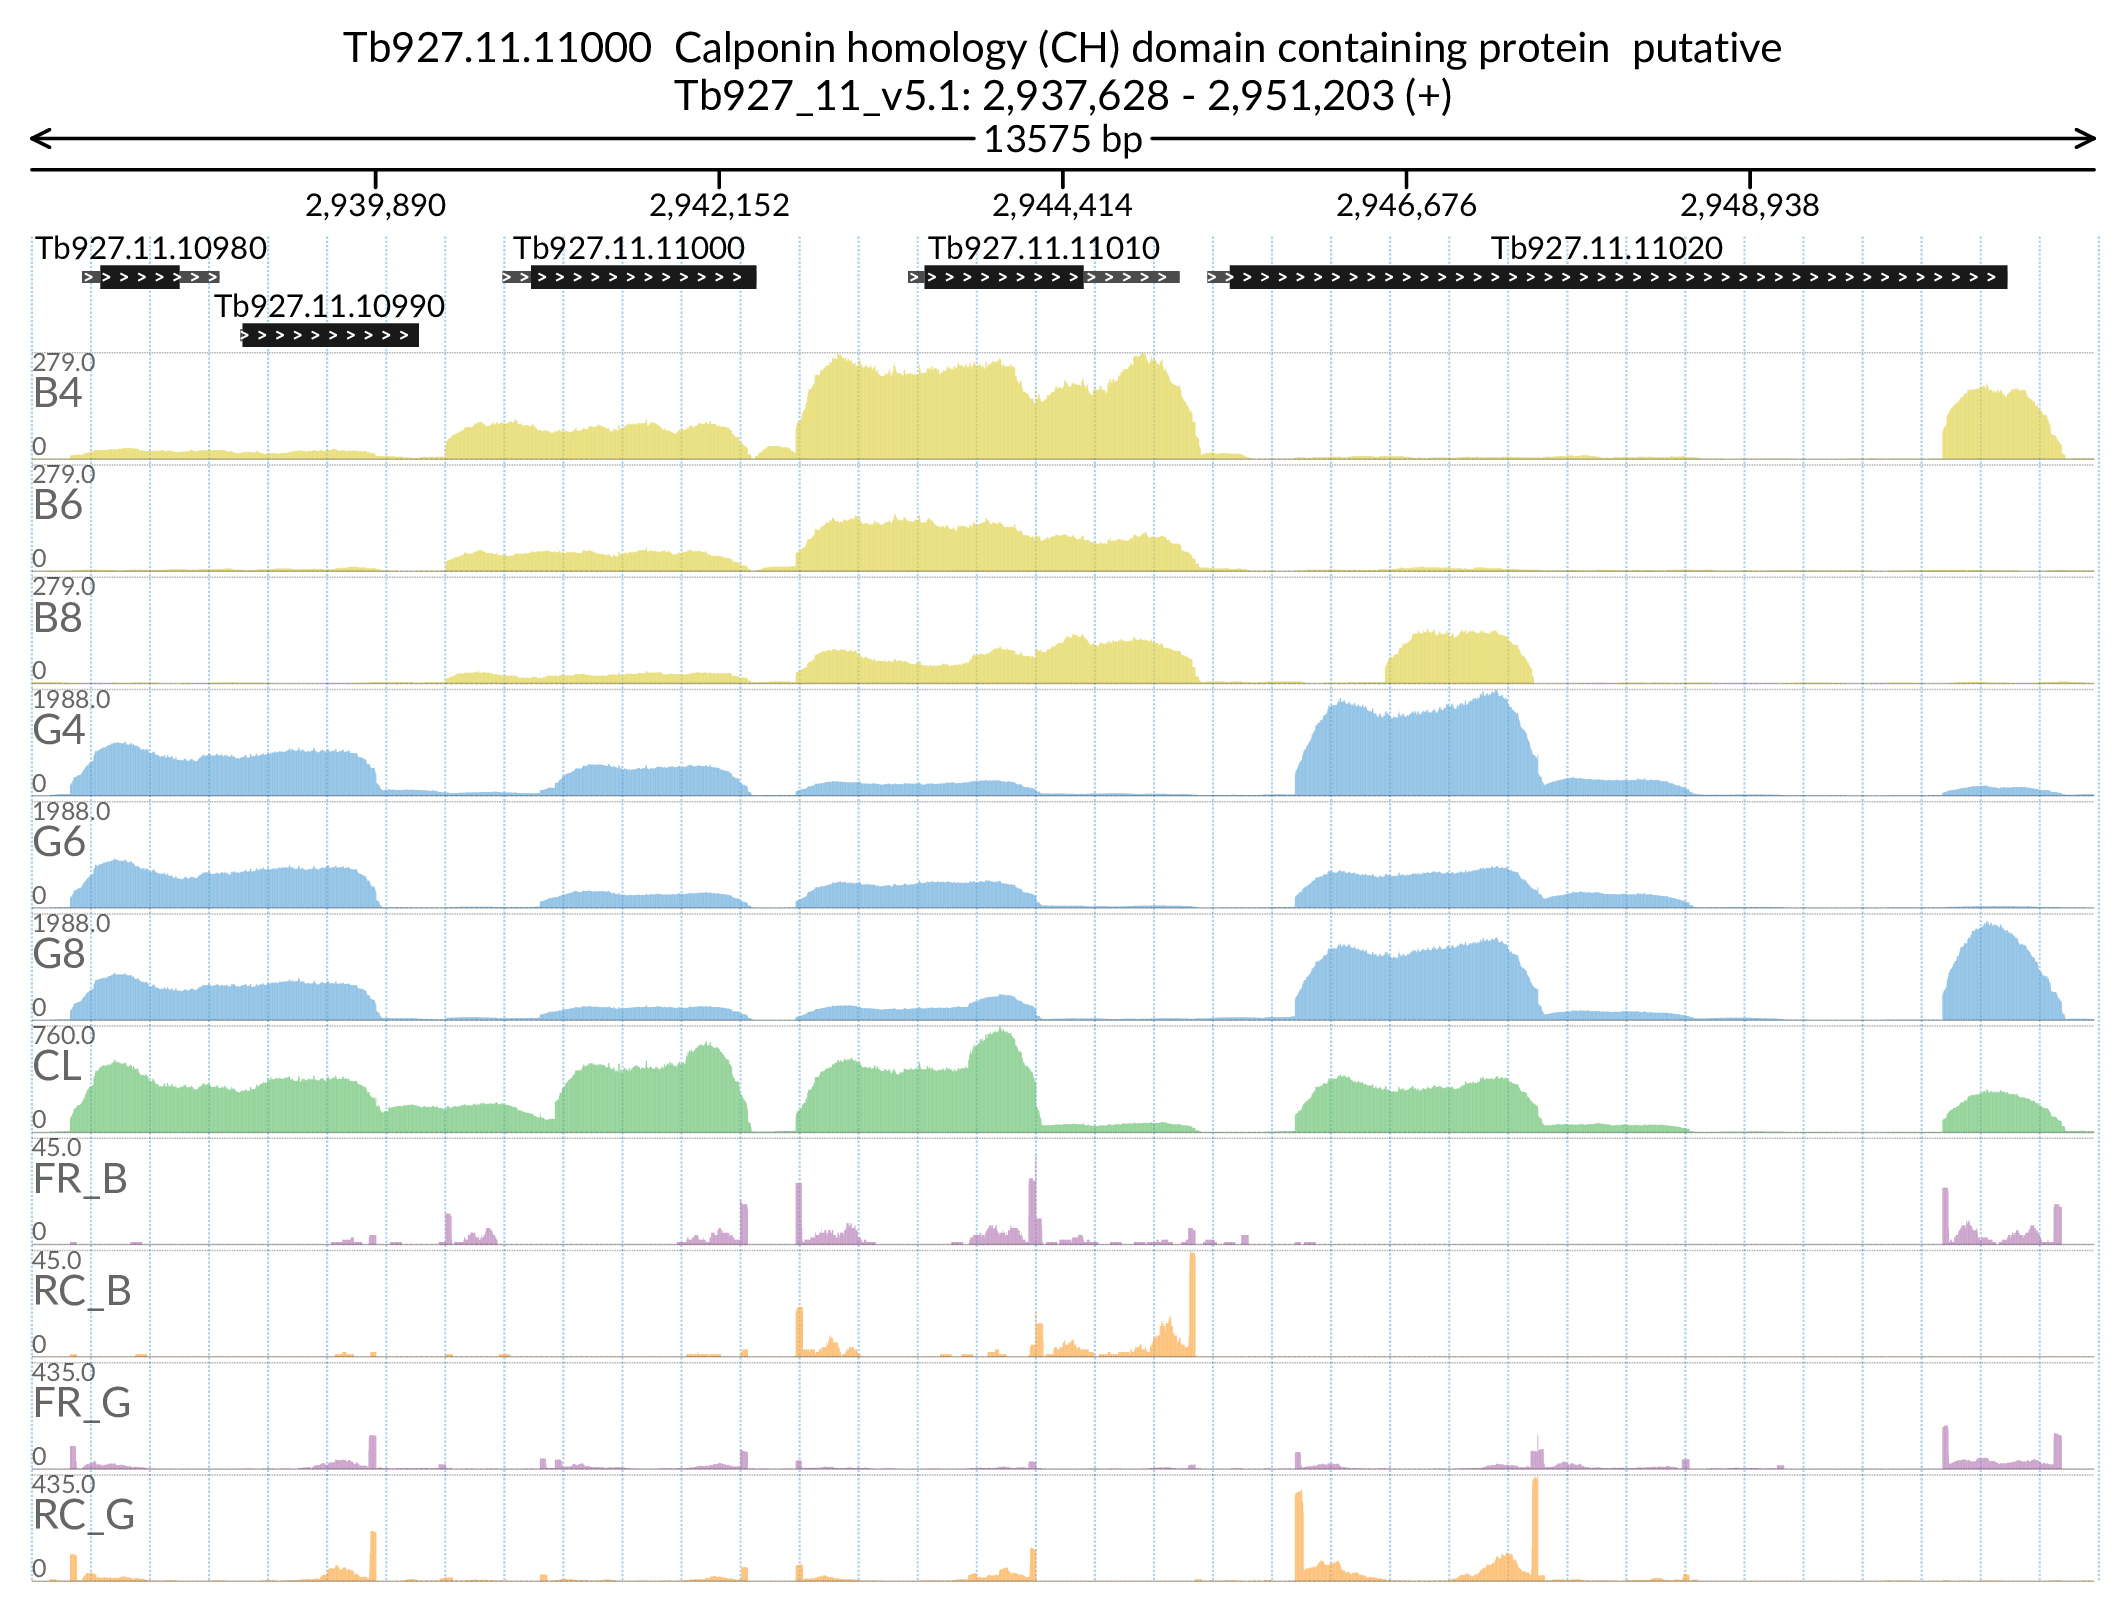 Tb927.11.11000  Calponin homology (CH) domain containing protein  putative
Tb927_11_v5.1: 2,937,628 - 2,951,203 (+)
13575 bp
2,939,890 2,942,152 2,944,414 2,946,676 2,948,938
Tb927.11.10980 Tb927.11.11000 Tb927.11.11010 Tb927.11.11020
Tb927.11.10990
279.0
B4
0
279.0
B6
0
279.0
B8
0
1988.0
G4
0
1988.0
G6
0
1988.0
G8
0
760.0
CL
0
45.0
FR_B
0
45.0
RC_B
0
435.0
FR_G
0
435.0
RC_G
0